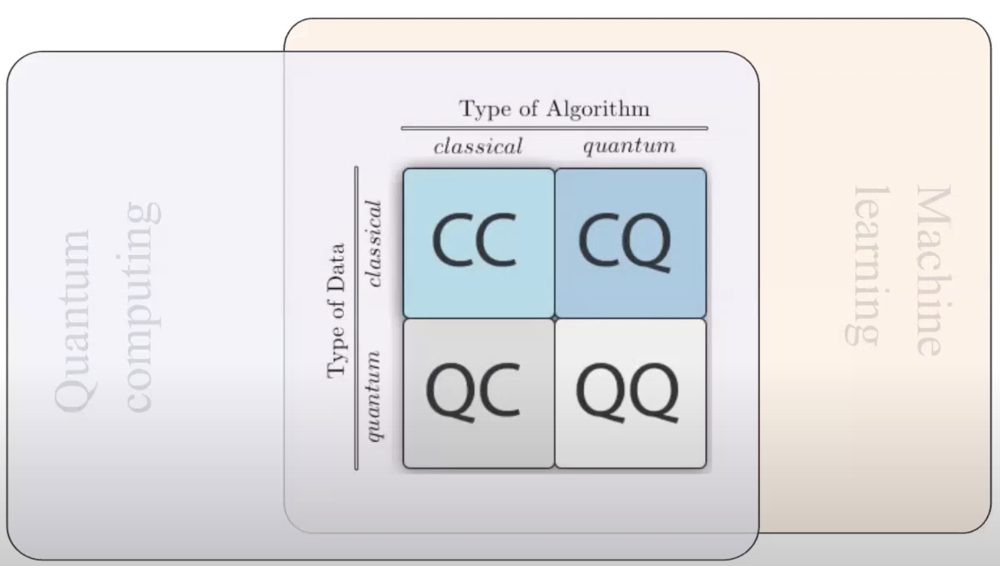 Type of Algorithm
classical quantum
Type of Data
classical
quantum
CC CQ
QC QQ
Quantum
computing
Machine
learning